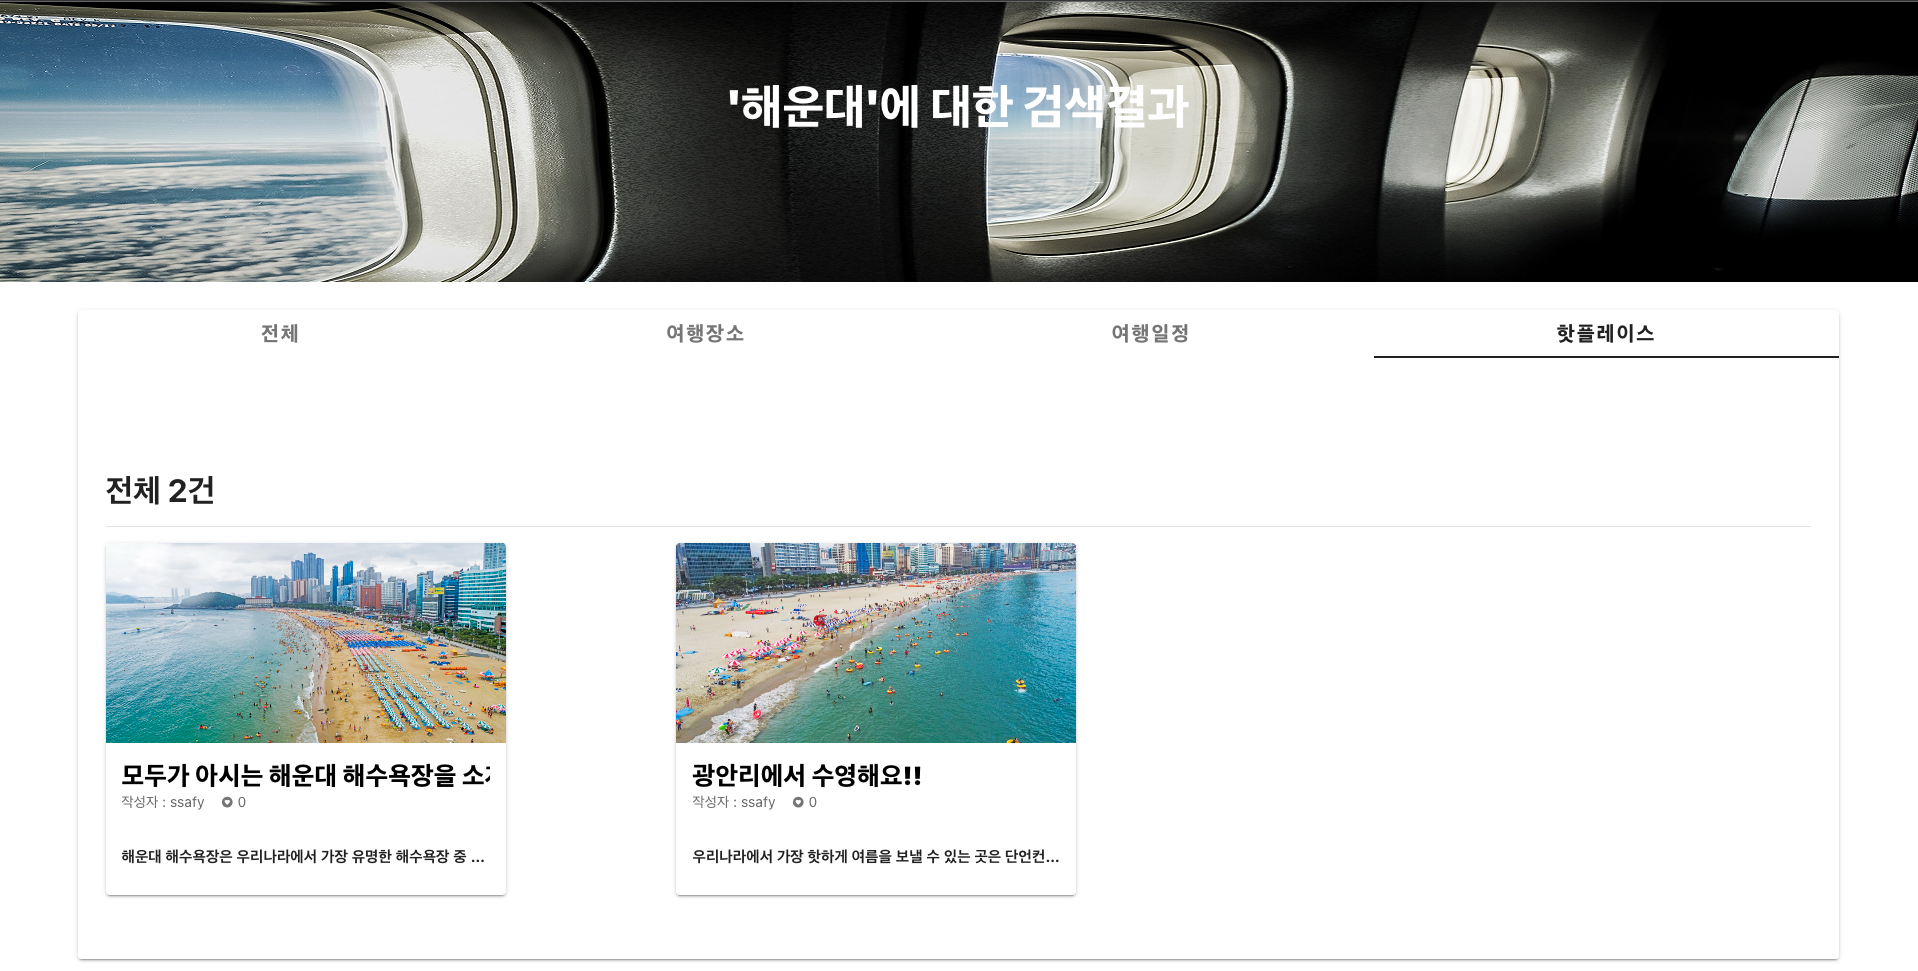 '해운대'에 대한 검색결과
전체 여행장소 여행일정 핫플레이스
전체 2건
모두가 아시는 해운대 해수욕장을
작성자 : ssafy 0
해운대 해수욕장은 우리나라에서 가장 유명한 해수욕장 중 ...
광안리에서 수영해요!!
작성자 : ssafy 0
우리나라에서 가장 핫하게 여름을 보낼 수 있는 곳은 단언컨...